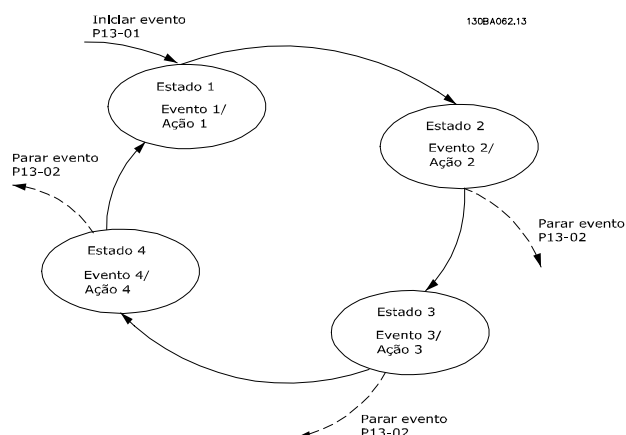 Iniciar evento
P13-01
130BA062.13
Estado 1
Evento 1/
Ação 1
Estado 2
Evento 2/
Ação 2
Parar evento
P13-02
Parar evento
P13-02
Estado 4
Evento 4/
Ação 4
Estado 3
Evento 3/
Ação 3
Parar evento
P13-02